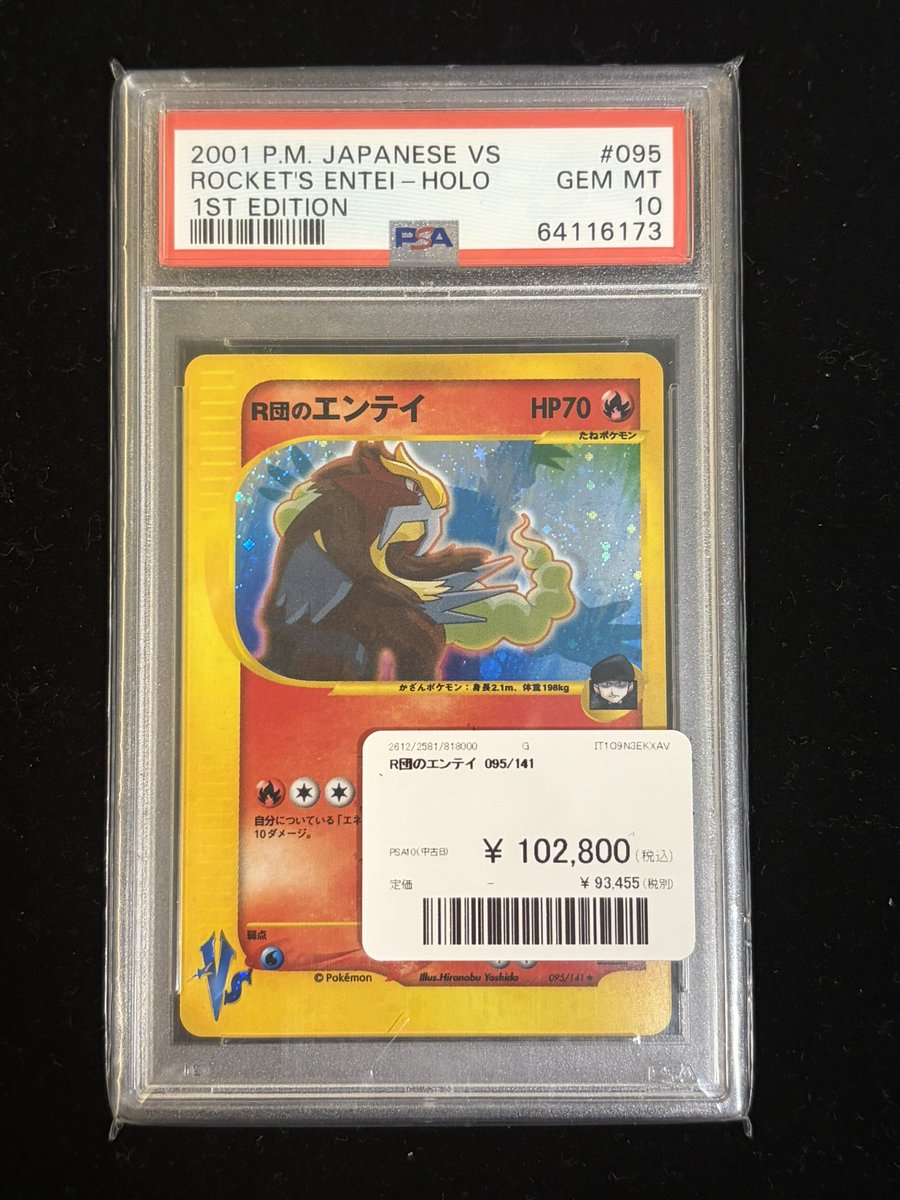 2001 P.M. JAPANESE VS #095
ROCKET'S ENTEI-HOLO GEM MT
1ST EDITION 10
PSA 64116173
R団のエンテイ HP70
たねポケモン
かざんポケモン：身長2.1m、体重198kg
2612/2581/818000 G IT109N3EKXAV
R団のエンテイ 095/141
自分についている「エネ
10ダメージ。
PSA10(中古B) ¥ 102,800(税込)
定価 - ¥ 93,455(税別)
弱点
VS
©Pokémon Illus.Hironobu Yoshida 095/141★